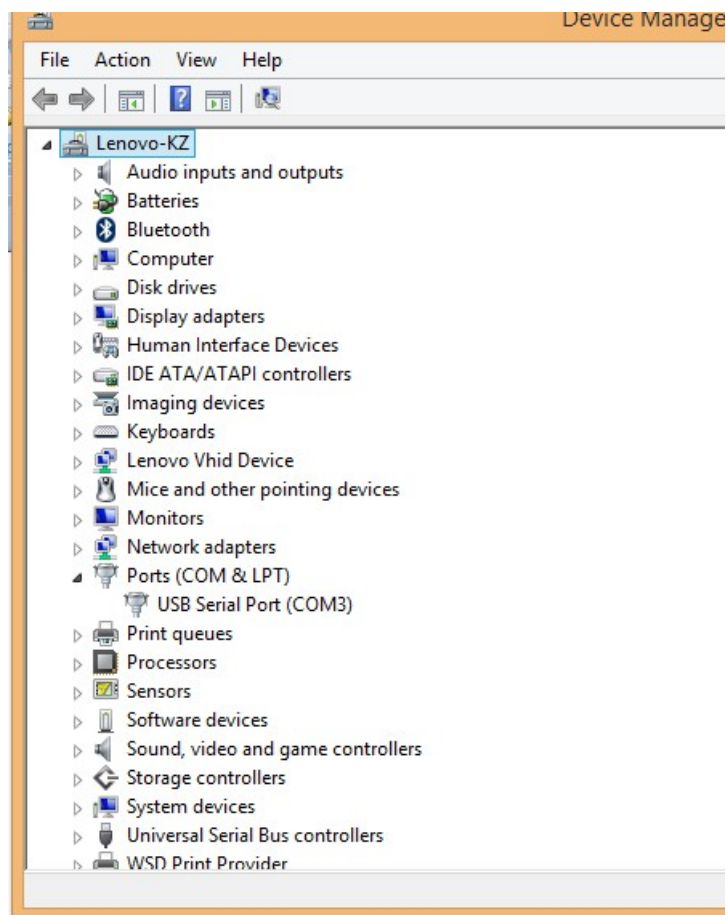 Device Manage
File Action View Help
Lenovo-KZ
Audio inputs and outputs
Batteries
Bluetooth
Computer
Disk drives
Display adapters
Human Interface Devices
IDE ATA/ATAPI controllers
Imaging devices
Keyboards
Lenovo Vhid Device
Mice and other pointing devices
Monitors
Network adapters
Ports (COM & LPT)
USB Serial Port (COM3)
Print queues
Processors
Sensors
Software devices
Sound, video and game controllers
Storage controllers
System devices
Universal Serial Bus controllers
WSD Print Provider